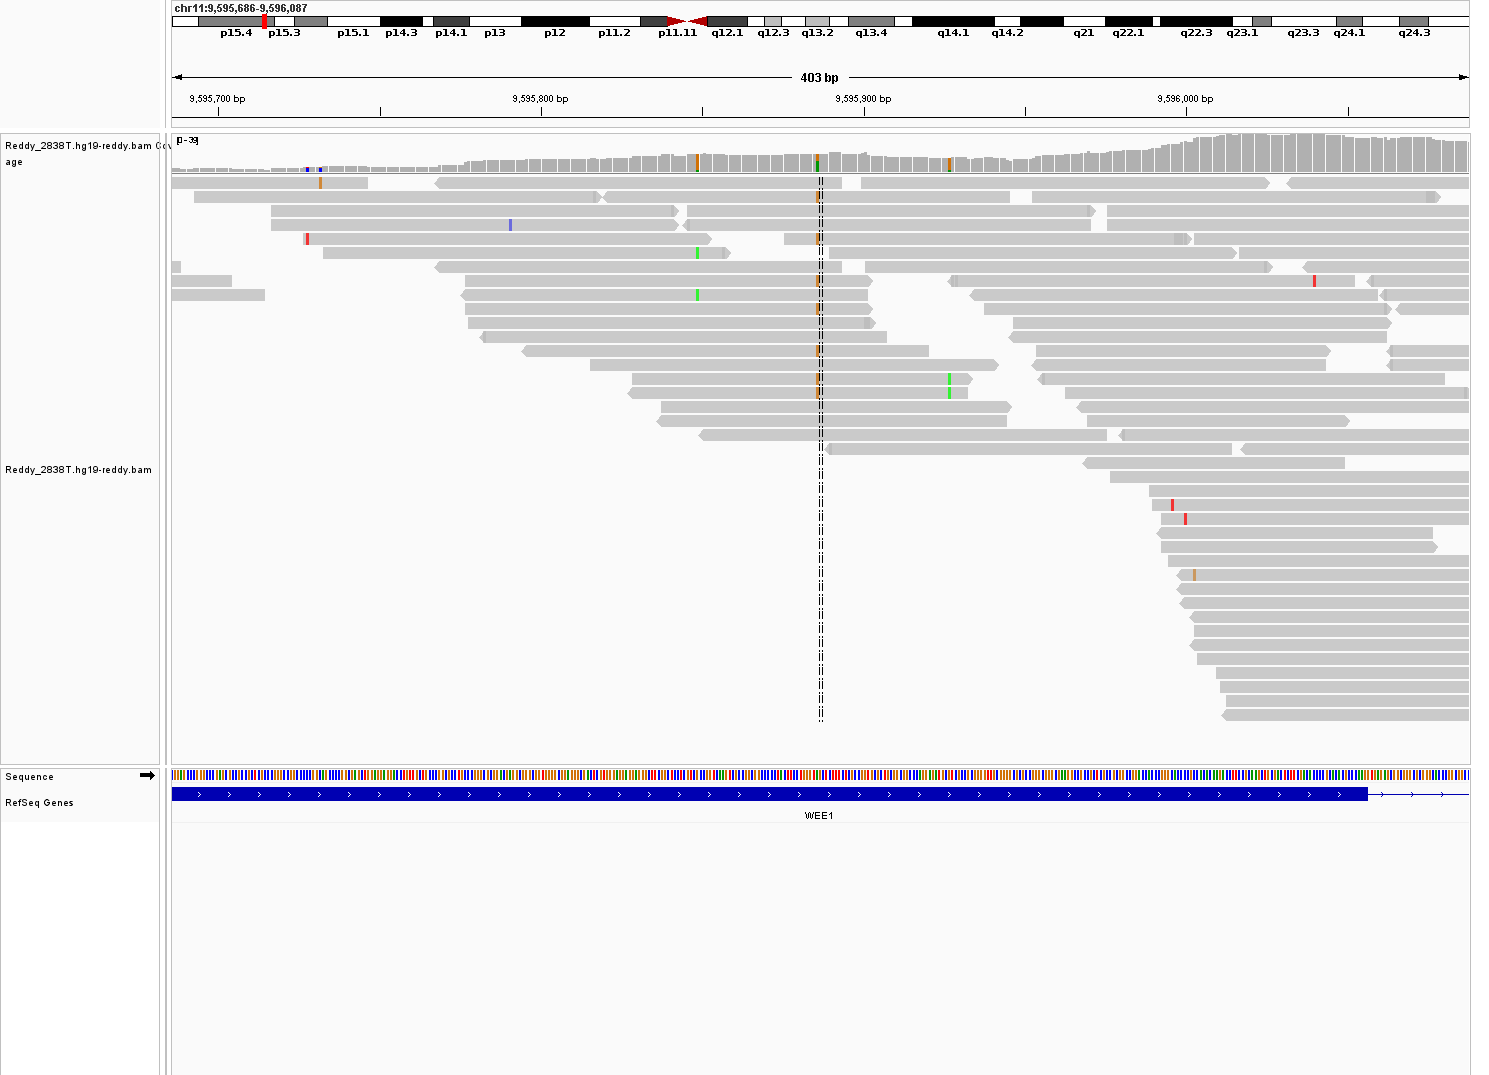 chr11:9,595,686-9,596,087
p15.4 p15.3 p15.1 p14.3 p14.1 p13 p12 p11.2 p11.11 q12.1 q12.3 q13.2 q13.4 q14.1 q14.2 q21 q22.1 q22.3 q23.1 q23.3 q24.1 q24.3
403 bp
9,595,700 bp 9,595,800 bp 9,595,900 bp 9,596,000 bp
Reddy_2838T.hg19-reddy.bam Cov
age
[0-39]
Reddy_2838T.hg19-reddy.bam
Sequence
RefSeq Genes
WEE1